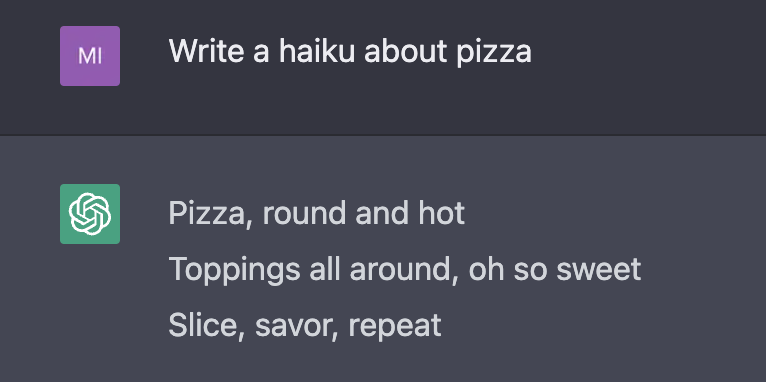 MI
Write a haiku about pizza
Pizza, round and hot
Toppings all around, oh so sweet
Slice, savor, repeat